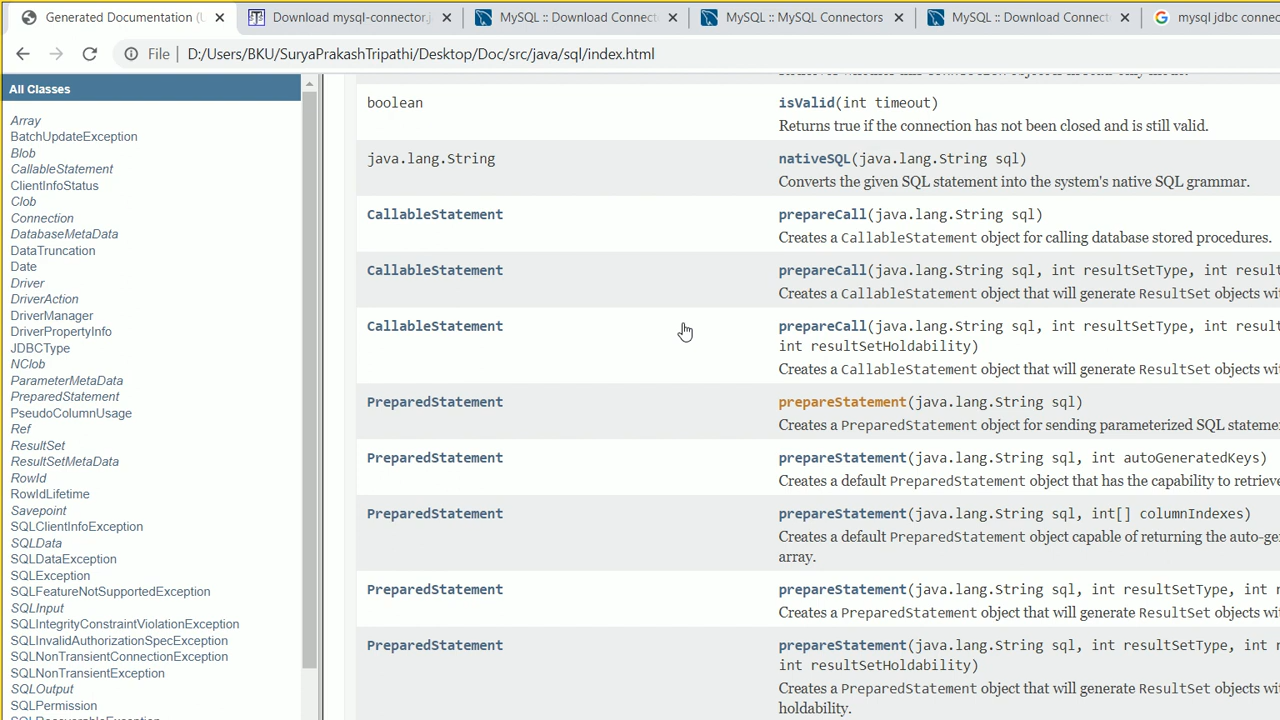 Generated Documentation (U
Download mysql-connector.j
MySQL :: Download Connect
MySQL :: MySQL Connectors
MySQL :: Download Connect
mysql jdbc connec
File
D:/Users/BKU/SuryaPrakashTripathi/Desktop/Doc/src/java/sql/index.html
All Classes
Array
BatchUpdateException
Blob
CallableStatement
ClientInfoStatus
Clob
Connection
DatabaseMetaData
DataTruncation
Date
Driver
DriverAction
DriverManager
DriverPropertyInfo
JDBCType
NClob
ParameterMetaData
PreparedStatement
PseudoColumnUsage
Ref
ResultSet
ResultSetMetaData
RowId
RowIdLifetime
Savepoint
SQLClientInfoException
SQLData
SQLDataException
SQLException
SQLFeatureNotSupportedException
SQLInput
SQLIntegrityConstraintViolationException
SQLInvalidAuthorizationSpecException
SQLNonTransientConnectionException
SQLNonTransientException
SQLOutput
SQLPermission
boolean
isValid(int timeout)
Returns true if the connection has not been closed and is still valid.
java.lang.String
nativeSQL(java.lang.String sql)
Converts the given SQL statement into the system's native SQL grammar.
CallableStatement
prepareCall(java.lang.String sql)
Creates a CallableStatement object for calling database stored procedures.
CallableStatement
prepareCall(java.lang.String sql, int resultSetType, int result
Creates a CallableStatement object that will generate ResultSet objects wi
CallableStatement
prepareCall(java.lang.String sql, int resultSetType, int result
int resultSetHoldability)
Creates a CallableStatement object that will generate ResultSet objects wi
PreparedStatement
prepareStatement(java.lang.String sql)
Creates a PreparedStatement object for sending parameterized SQL stateme
PreparedStatement
prepareStatement(java.lang.String sql, int autoGeneratedKeys)
Creates a default PreparedStatement object that has the capability to retrieve
PreparedStatement
prepareStatement(java.lang.String sql, int[] columnIndexes)
Creates a default PreparedStatement object capable of returning the auto-ge
array.
PreparedStatement
prepareStatement(java.lang.String sql, int resultSetType, int r
Creates a PreparedStatement object that will generate ResultSet objects wi
PreparedStatement
prepareStatement(java.lang.String sql, int resultSetType, int r
int resultSetHoldability)
Creates a PreparedStatement object that will generate ResultSet objects wi
holdability.